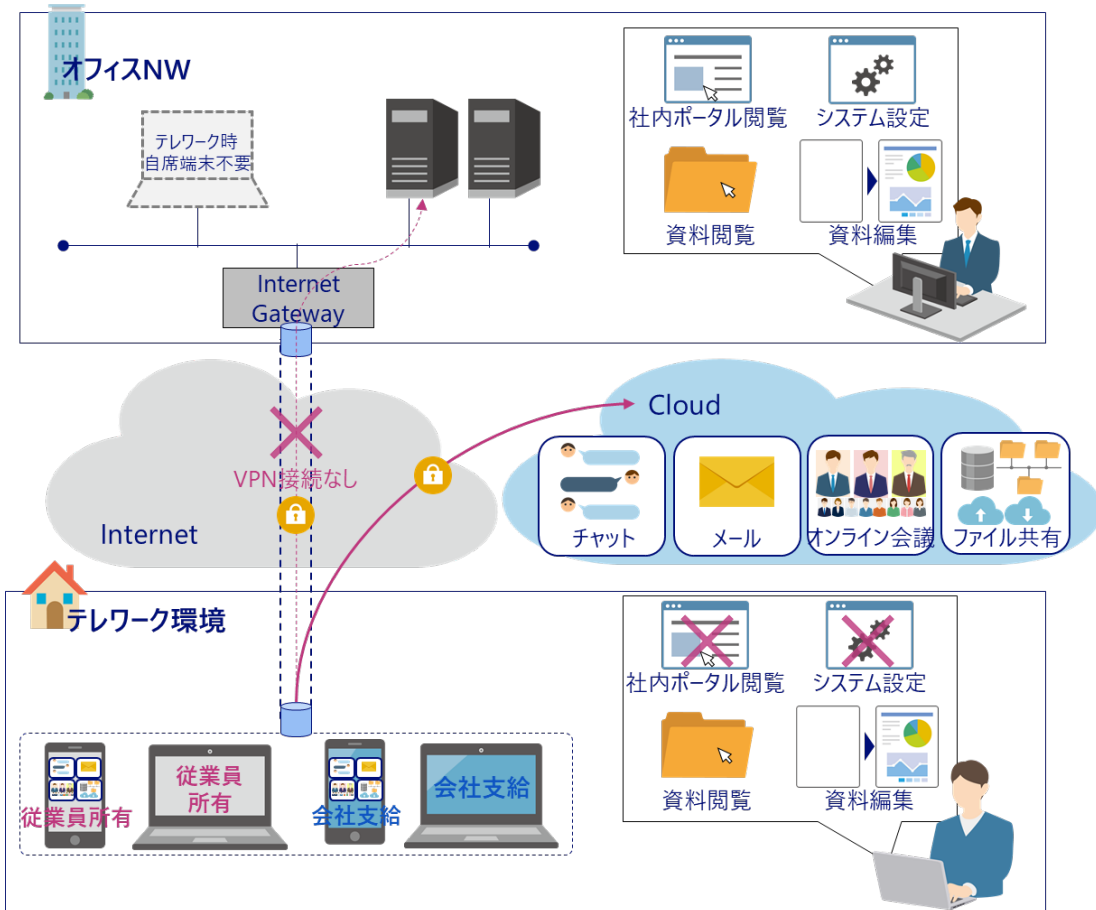 オフィスNW
テレワーク時
自席端末不要
Internet
Gateway
社内ポータル閲覧
システム設定
資料閲覧
資料編集
VPN接続なし
Internet
Cloud
チャット
メール
オンライン会議
ファイル共有
テレワーク環境
従業員所有
従業員
所有
会社支給
会社支給
社内ポータル閲覧
システム設定
資料閲覧
資料編集